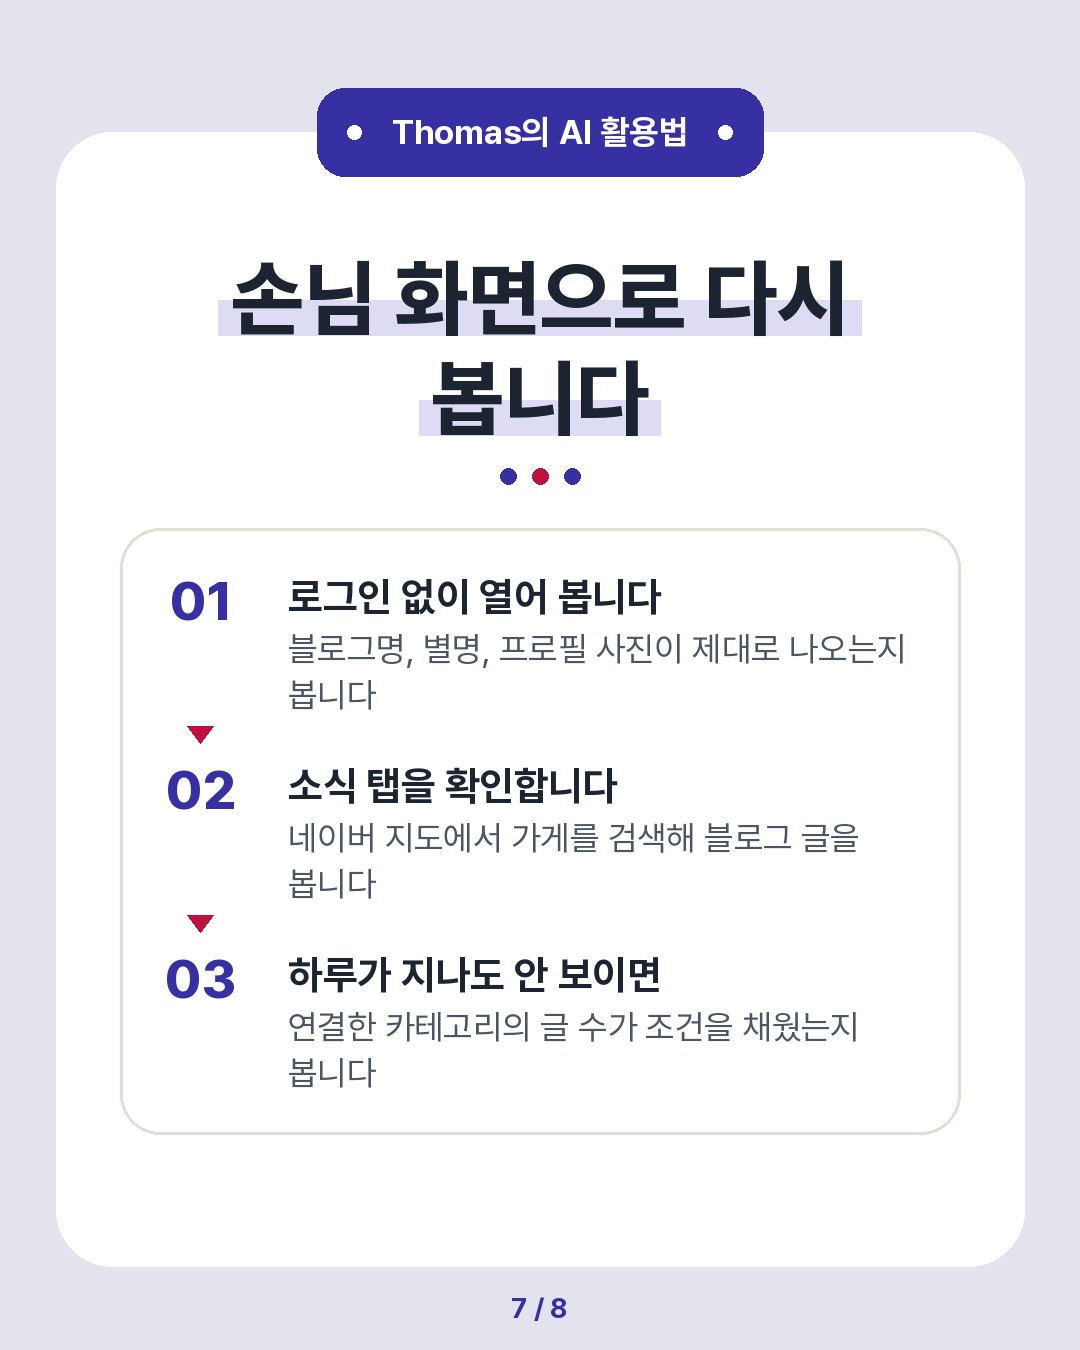 Thomas의 AI 활용법
손님 화면으로 다시
봅니다
01
로그인 없이 열어 봅니다
블로그명, 별명, 프로필 사진이 제대로 나오는지
봅니다
02
소식 탭을 확인합니다
네이버 지도에서 가게를 검색해 블로그 글을
봅니다
03
하루가 지나도 안 보이면
연결한 카테고리의 글 수가 조건을 채웠는지
봅니다
7 / 8